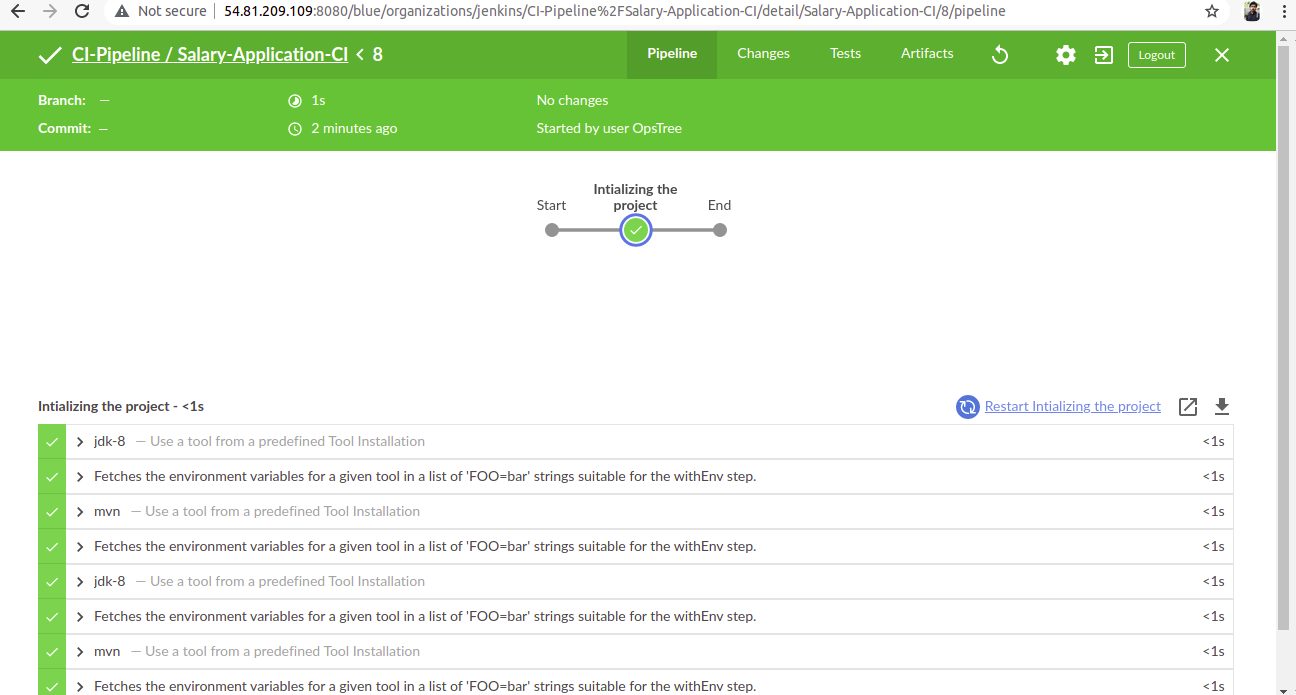 Not secure 54.81.209.109:8080/blue/organizations/jenkins/CI-Pipeline%2FSalary-Application-CI/detail/Salary-Application-CI/8/pipeline
CI-Pipeline / Salary-Application-CI < 8 Pipeline Changes Tests Artifacts Logout
Branch: — 1s No changes
Commit: — 2 minutes ago Started by user OpsTree
Intializing the
project
Start End
Intializing the project - <1s Restart Intializing the project
jdk-8 — Use a tool from a predefined Tool Installation <1s
Fetches the environment variables for a given tool in a list of 'FOO=bar' strings suitable for the withEnv step. <1s
mvn — Use a tool from a predefined Tool Installation <1s
Fetches the environment variables for a given tool in a list of 'FOO=bar' strings suitable for the withEnv step. <1s
jdk-8 — Use a tool from a predefined Tool Installation <1s
Fetches the environment variables for a given tool in a list of 'FOO=bar' strings suitable for the withEnv step. <1s
mvn — Use a tool from a predefined Tool Installation <1s
Fetches the environment variables for a given tool in a list of 'FOO=bar' strings suitable for the withEnv step. <1s